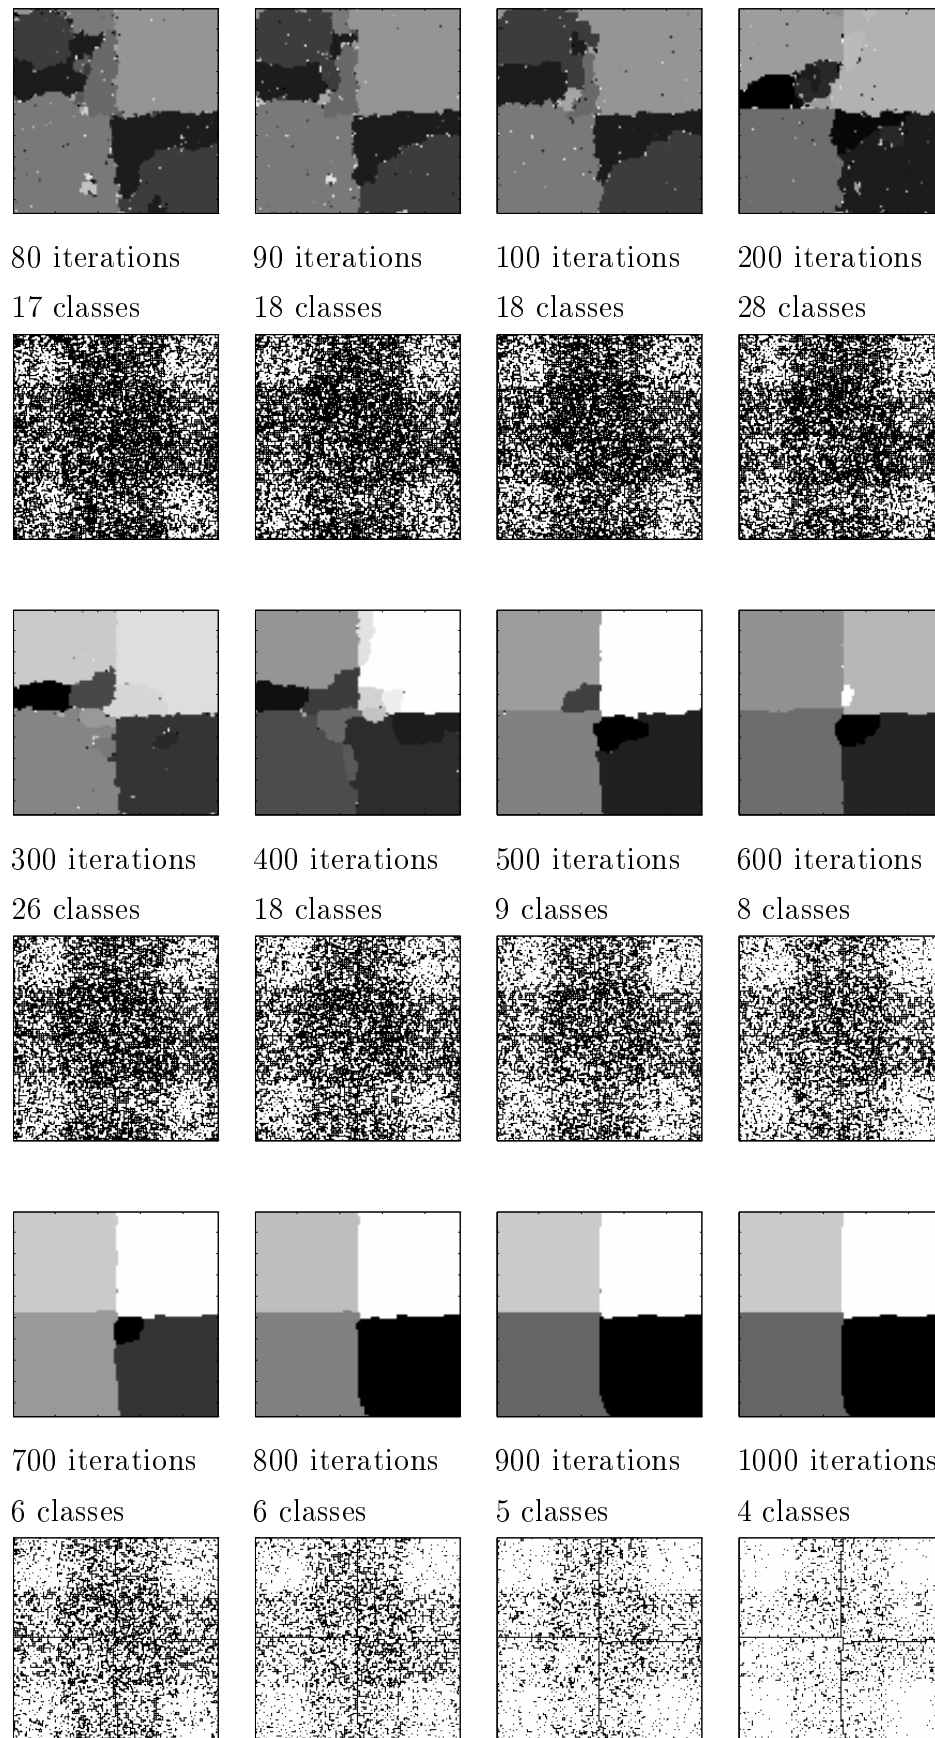 80 iterations 90 iterations 100 iterations 200 iterations
17 classes 18 classes 18 classes 28 classes
300 iterations 400 iterations 500 iterations 600 iterations
26 classes 18 classes 9 classes 8 classes
700 iterations 800 iterations 900 iterations 1000 iterations
6 classes 6 classes 5 classes 4 classes